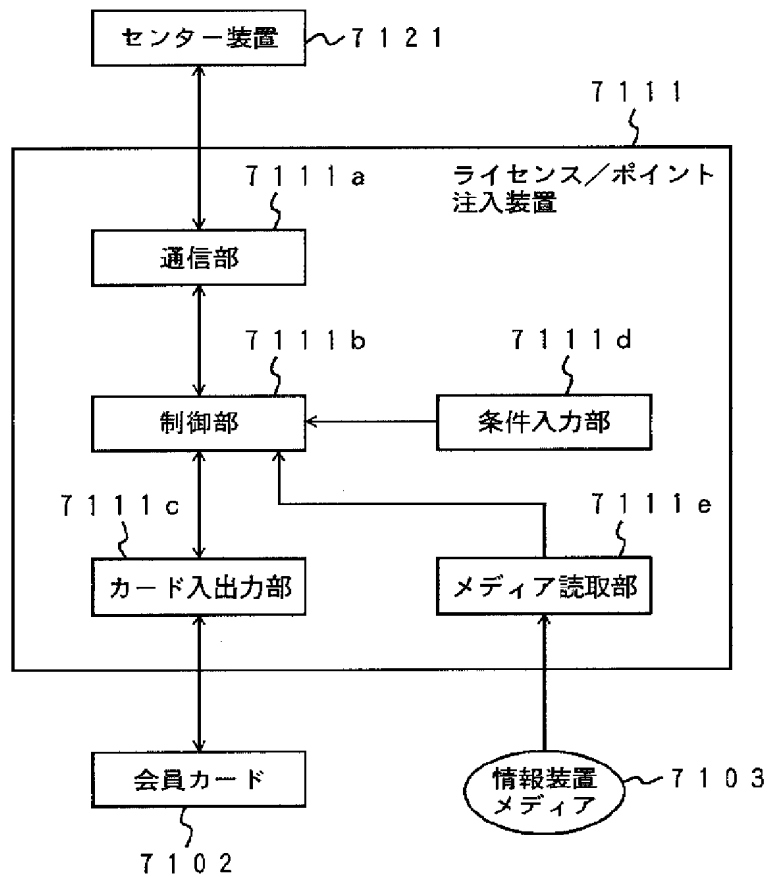 センター装置
７１２１
７１１１
ライセンス／ポイント
注入装置
７１１１ａ
通信部
７１１１ｂ
制御部
７１１１ｄ
条件入力部
７１１１ｃ
カード入出力部
７１１１ｅ
メディア読取部
会員カード
７１０２
情報装置
メディア
７１０３